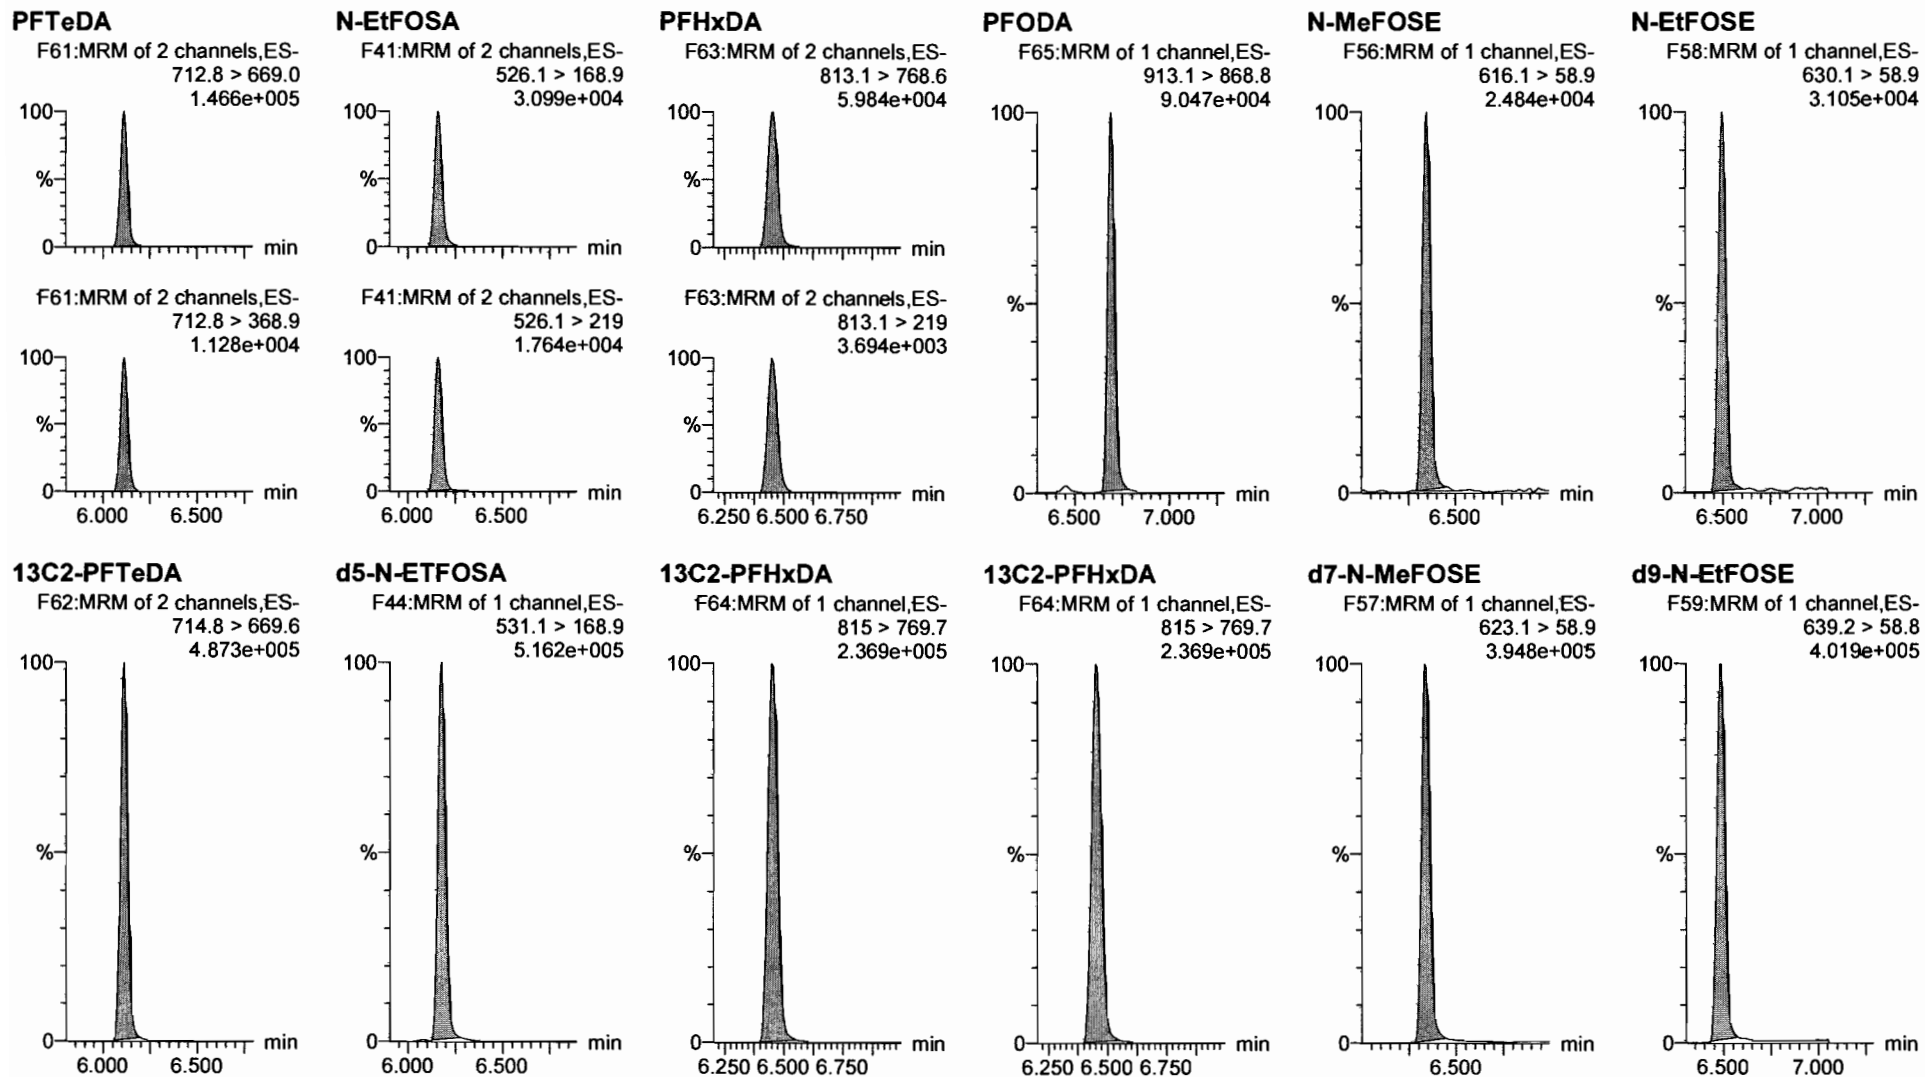 PFTeDA
F61:MRM of 2 channels,ES-
712.8 > 669.0
1.466e+005
100
%
0
min
F61:MRM of 2 channels,ES-
712.8 > 368.9
1.128e+004
100
%
0
min
6.000 6.500
N-EtFOSA
F41:MRM of 2 channels,ES-
526.1 > 168.9
3.099e+004
100
%
0
min
F41:MRM of 2 channels,ES-
526.1 > 219
1.764e+004
100
%
0
min
6.000 6.500
PFHxDA
F63:MRM of 2 channels,ES-
813.1 > 768.6
5.984e+004
100
%
0
min
F63:MRM of 2 channels,ES-
813.1 > 219
3.694e+003
100
%
0
min
6.250 6.500 6.750
PFODA
F65:MRM of 1 channel,ES-
913.1 > 868.8
9.047e+004
100
%
0
min
6.500 7.000
N-MeFOSE
F56:MRM of 1 channel,ES-
616.1 > 58.9
2.484e+004
100
%
0
min
6.500
N-EtFOSE
F58:MRM of 1 channel,ES-
630.1 > 58.9
3.105e+004
100
%
0
min
6.500 7.000
13C2-PFTeDA
F62:MRM of 2 channels,ES-
714.8 > 669.6
4.873e+005
100
%
0
min
6.000 6.500
d5-N-ETFOSA
F44:MRM of 1 channel,ES-
531.1 > 168.9
5.162e+005
100
%
0
min
6.000 6.500
13C2-PFHxDA
F64:MRM of 1 channel,ES-
815 > 769.7
2.369e+005
100
%
0
min
6.250 6.500 6.750
13C2-PFHxDA
F64:MRM of 1 channel,ES-
815 > 769.7
2.369e+005
100
%
0
min
6.250 6.500 6.750
d7-N-MeFOSE
F57:MRM of 1 channel,ES-
623.1 > 58.9
3.948e+005
100
%
0
min
6.500
d9-N-EtFOSE
F59:MRM of 1 channel,ES-
639.2 > 58.8
4.019e+005
100
%
0
min
6.500 7.000